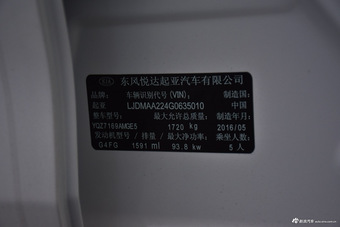 东风悦达起亚汽车有限公司
车辆识别代号(VIN): 制造国:
起亚 LJDMAA224G0635010 中国
整车型号: 最大允许总质量: 制造年月:
YQZ7169AMGE5 1720 kg 2016/05
发动机型号 / 排量 / 最大净功率: 乘坐人数:
G4FG 1591 ml 93.8 kw 5 人